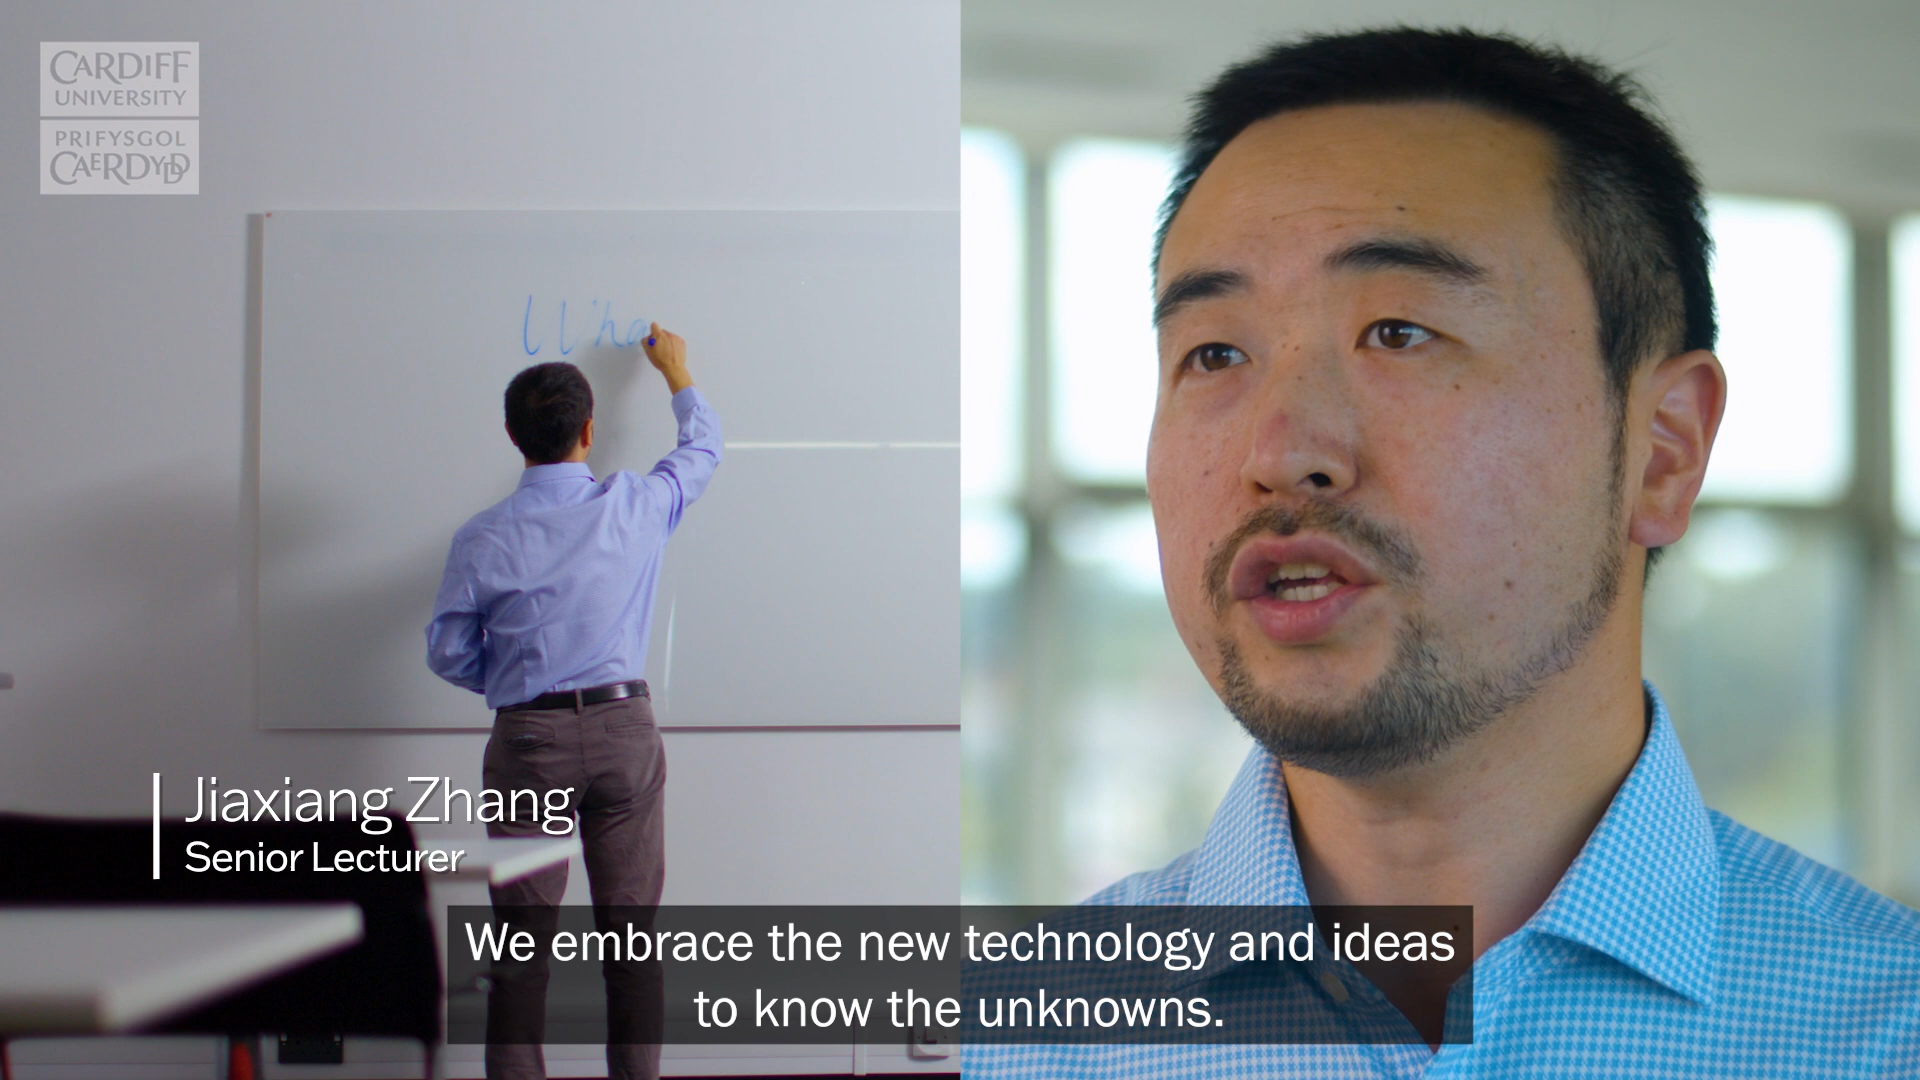 CARDIFF
UNIVERSITY
PRIFYSGOL
CAERDYDD
Wha
Jiaxiang Zhang
Senior Lecturer
We embrace the new technology and ideas
to know the unknowns.